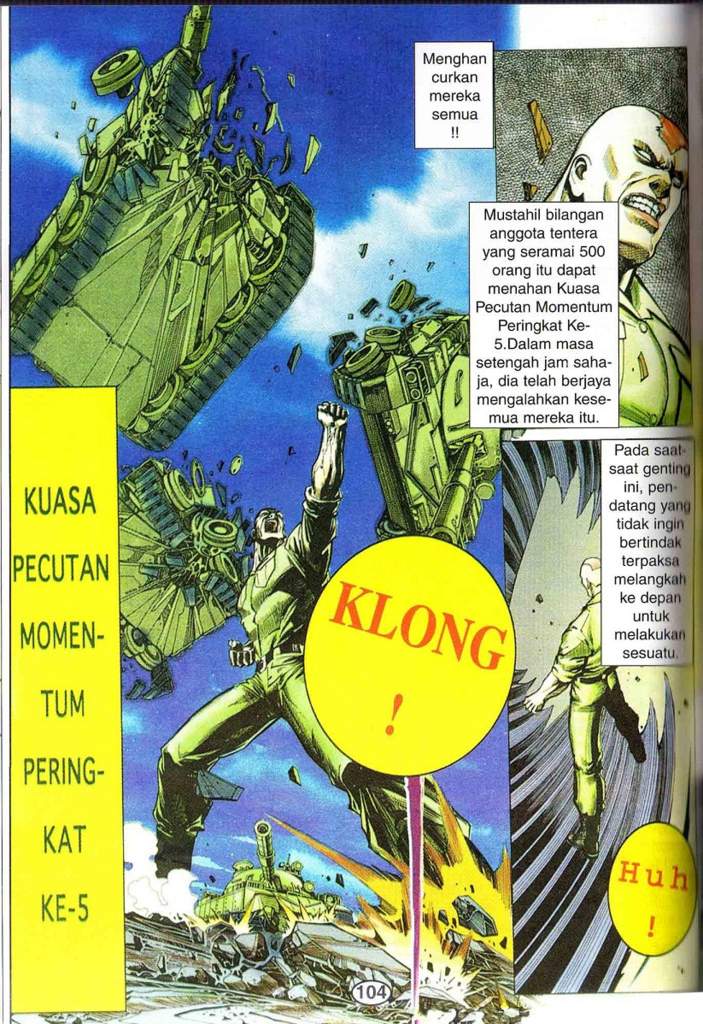 Menghan
curkan
mereka
semua
!!
Mustahil bilangan
anggota tentera
yang seramai 500
orang itu dapat
menahan Kuasa
Pecutan Momentum
Peringkat Ke-
5.Dalam masa
setengah jam saha-
ja, dia telah berjaya
mengalahkan kese-
mua mereka itu.
KUASA
PECUTAN
MOMEN-
TUM
PERING-
KAT
KE-5
KLONG
!
Pada saat-
saat genting
ini, pen-
datang yang
tidak ingin
bertindak
terpaksa
melangkah
ke depan
untuk
melakukan
sesuatu.
Huh
!
104